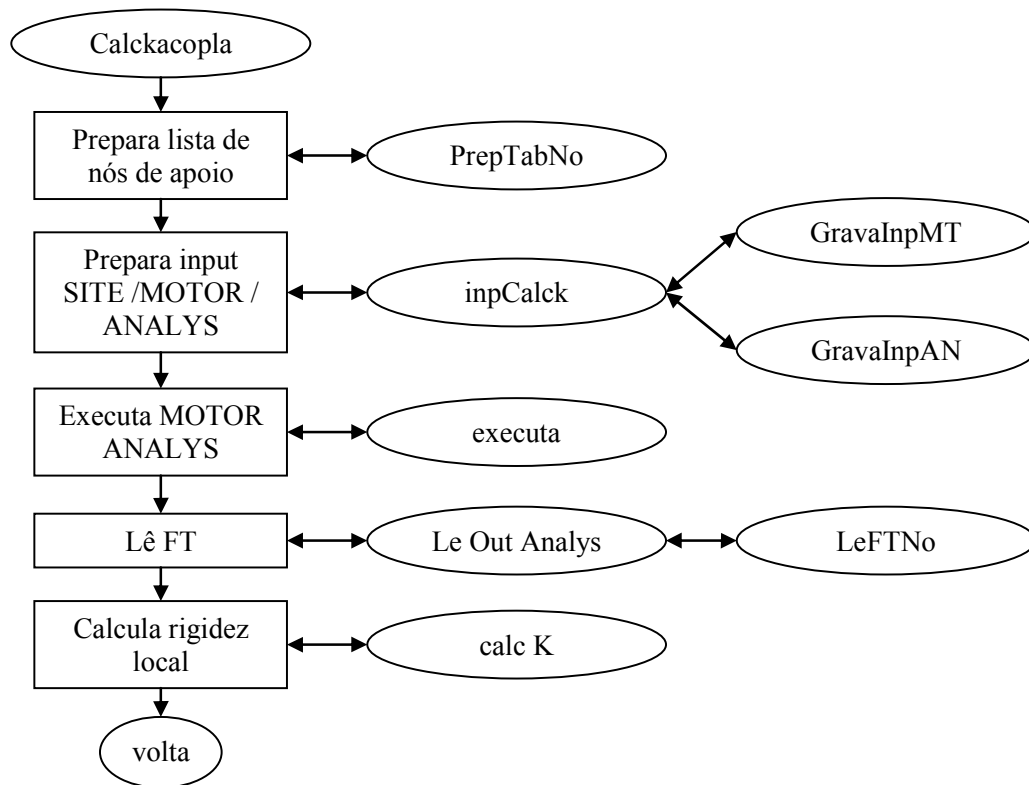 Calckacopla
Prepara lista de
nós de apoio
PrepTabNo
GravaInpMT
Prepara input
SITE /MOTOR /
ANALYS
inpCalck
GravaInpAN
Executa MOTOR
ANALYS
executa
Lê FT
Le Out Analys
LeFTNo
Calcula rigidez
local
calc K
volta